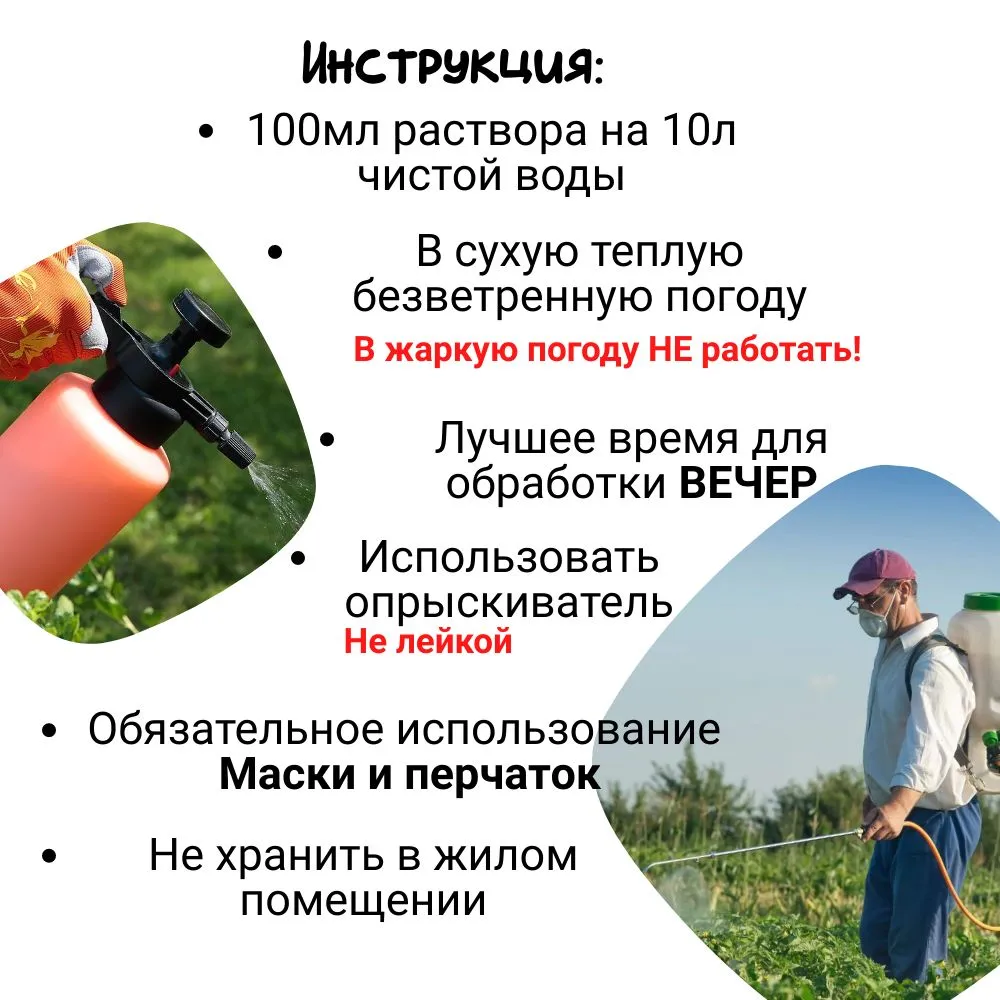 Инструкция:
• 100мл раствора на 10л
чистой воды
• В сухую теплую
безветренную погоду
В жаркую погоду НЕ работать!
• Лучшее время для
обработки ВЕЧЕР
• Использовать
опрыскиватель
Не лейкой
• Обязательное использование
Маски и перчаток
• Не хранить в жилом
помещении